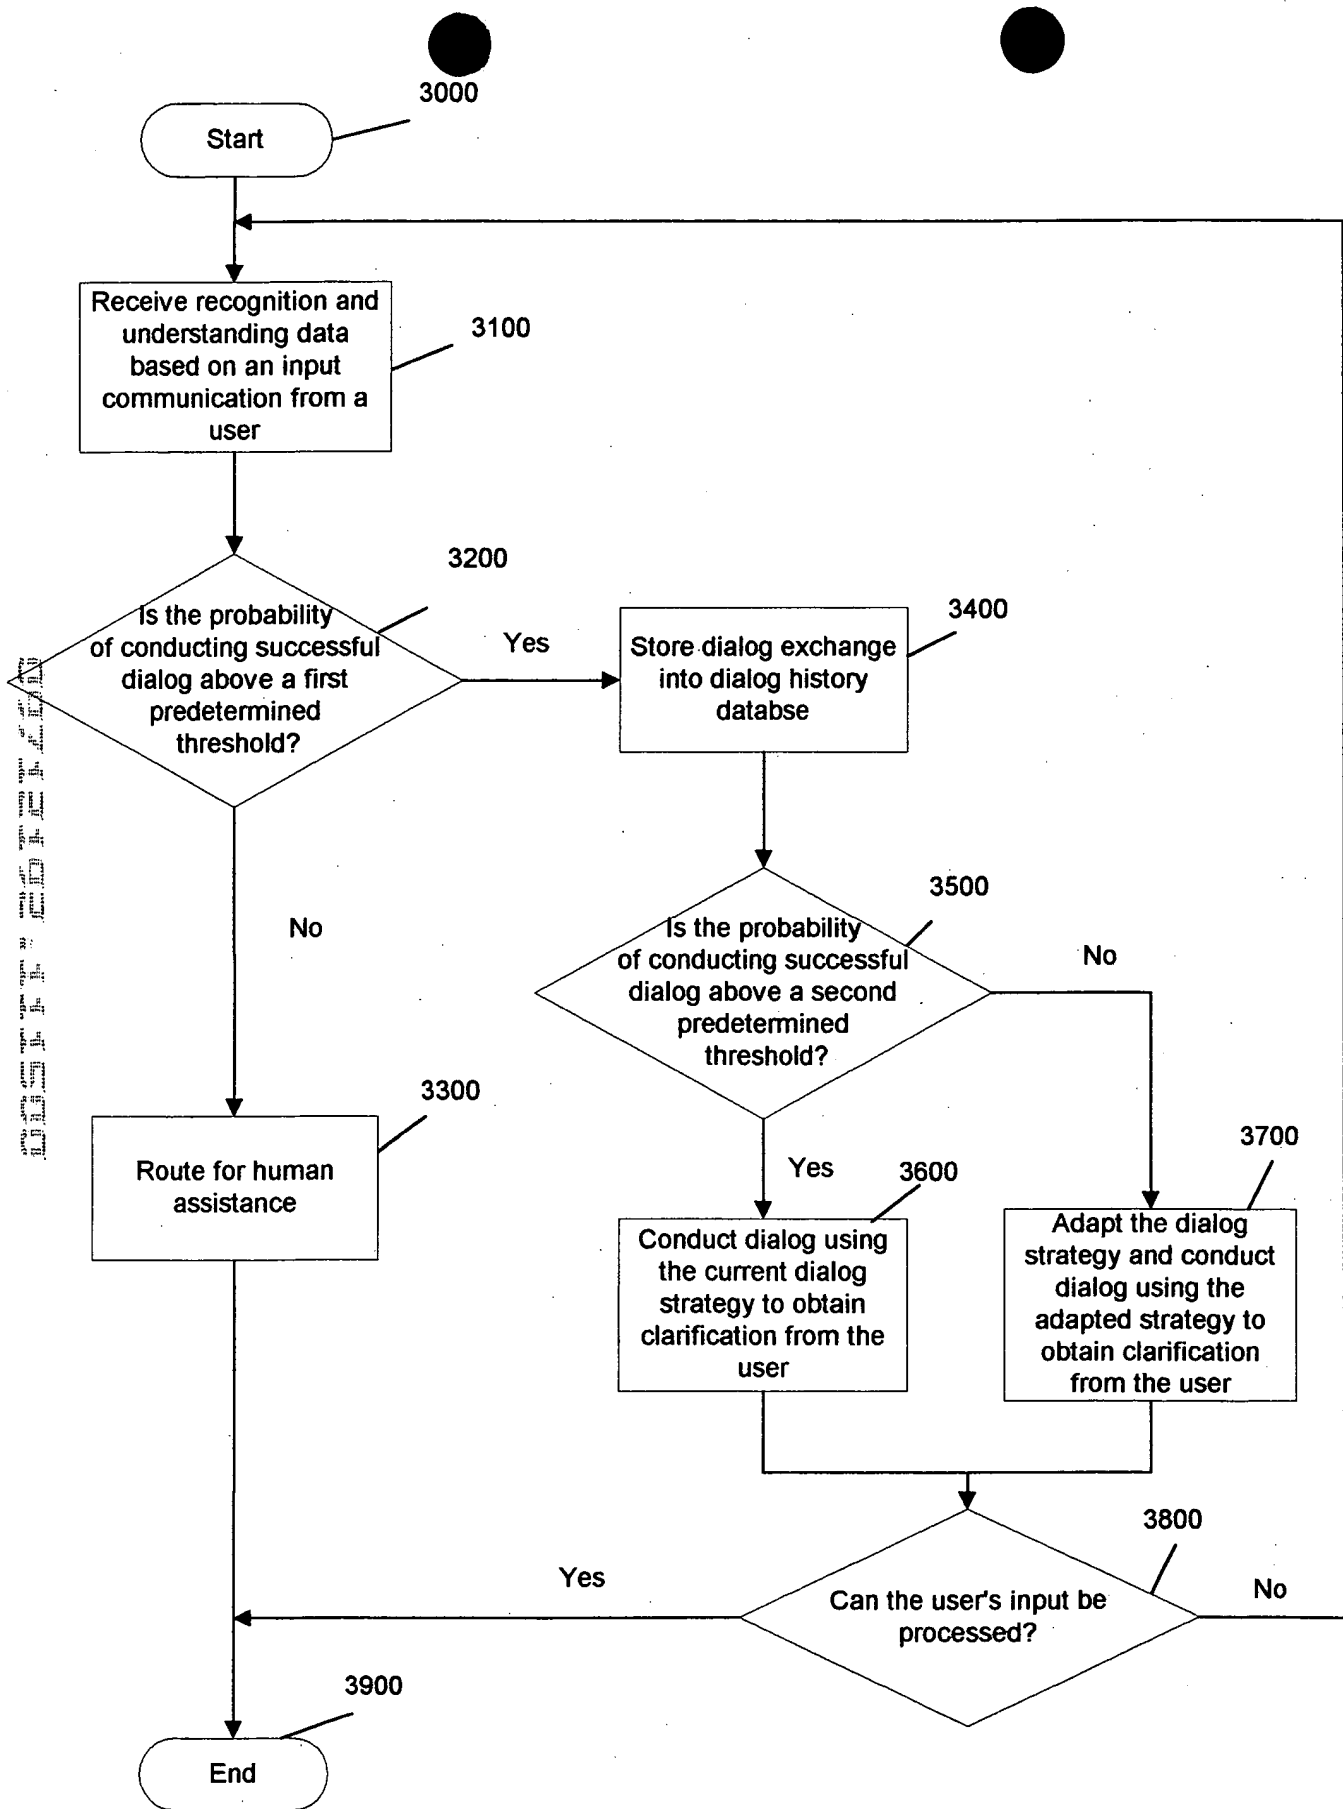 3000
Start
Receive recognition and
understanding data
based on an input
communication from a
user
3100
3200
Is the probability
of conducting successful
dialog above a first
predetermined
threshold?
Yes
3400
Store dialog exchange
into dialog history
databse
No
3500
Is the probability
of conducting successful
dialog above a second
predetermined
threshold?
No
3300
Route for human
assistance
Yes
3600
Conduct dialog using
the current dialog
strategy to obtain
clarification from the
user
3700
Adapt the dialog
strategy and conduct
dialog using the
adapted strategy to
obtain clarification
from the user
3800
Can the user's input be
processed?
Yes
No
3900
End